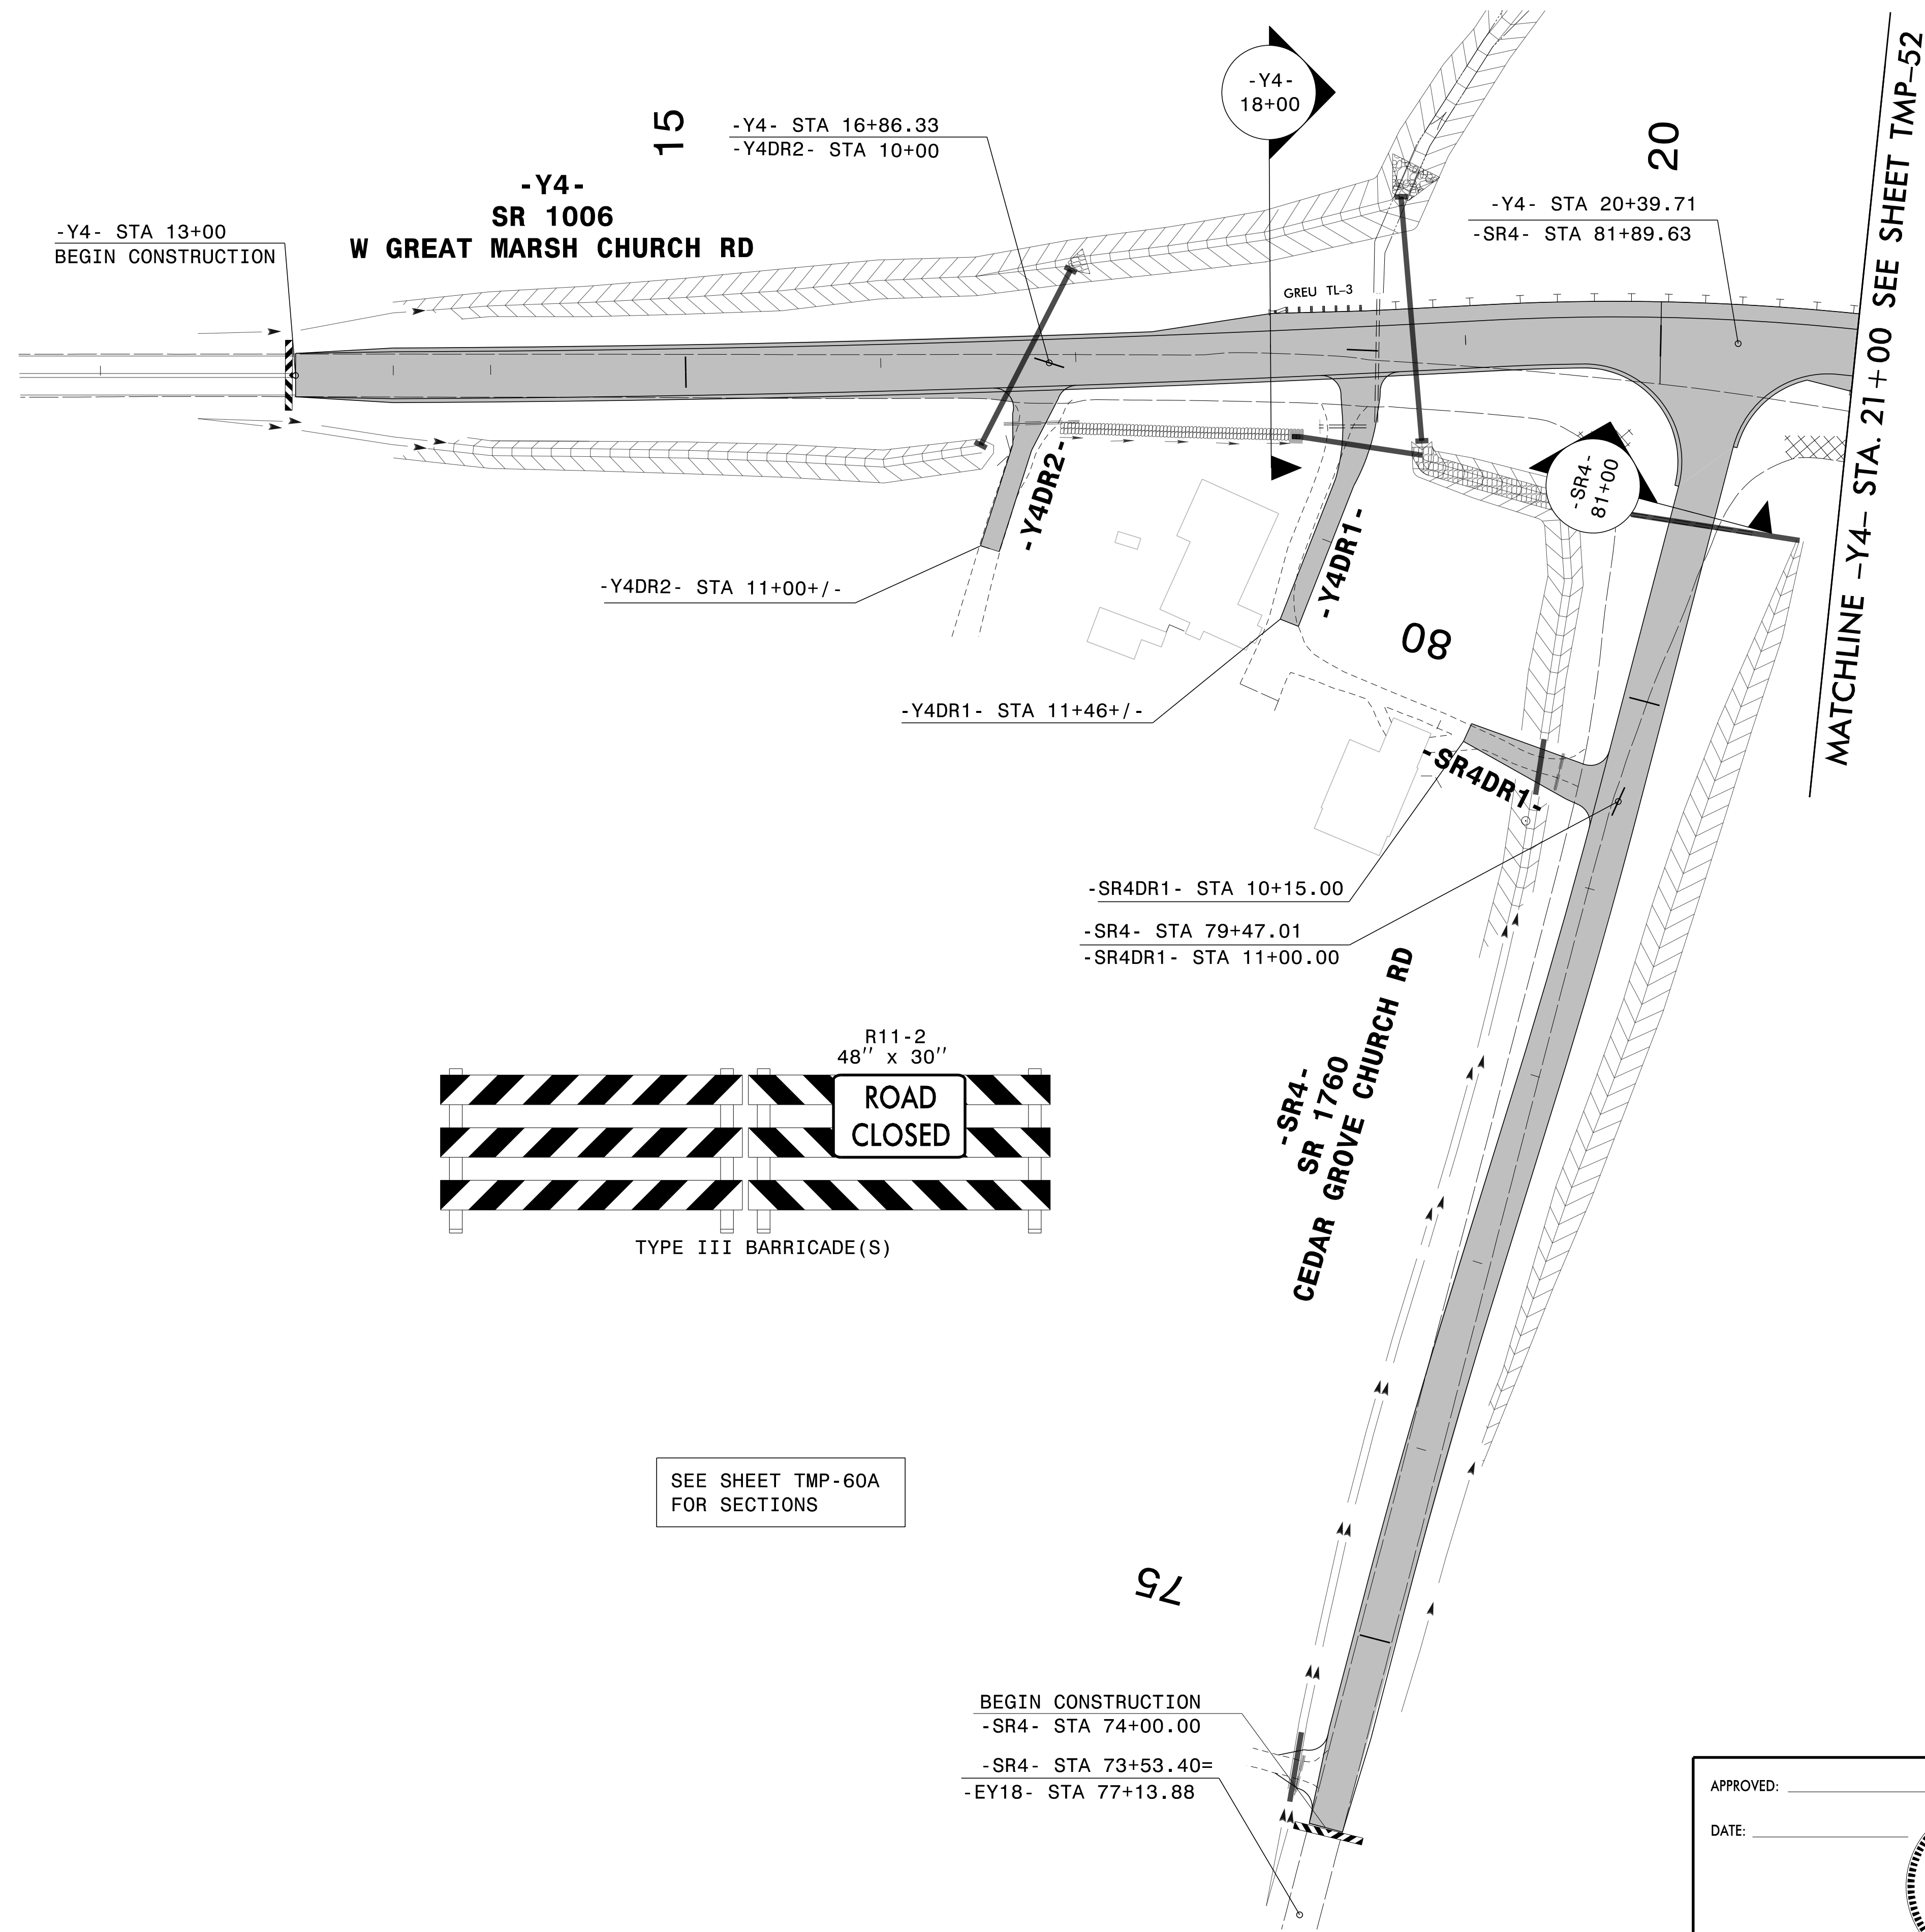 -Y4-
18+00
15
-Y4- STA 16+86.33
-Y4DR2- STA 10+00
20
MATCHLINE -Y4- STA. 21+00 SEE SHEET TMP-52
-Y4-
SR 1006
W GREAT MARSH CHURCH RD
-Y4- STA 20+39.71
-SR4- STA 81+89.63
-Y4- STA 13+00
BEGIN CONSTRUCTION
GREU TL-3
-SR4-
81+00
-Y4DR2-
-Y4DR1-
-Y4DR2- STA 11+00+/-
80
-Y4DR1- STA 11+46+/-
-SR4DR1-
-SR4DR1- STA 10+15.00
-SR4- STA 79+47.01
-SR4DR1- STA 11+00.00
R11-2
48" x 30"
ROAD
CLOSED
TYPE III BARRICADE(S)
-SR4-
SR 1760
CEDAR GROVE CHURCH RD
SEE SHEET TMP-60A
FOR SECTIONS
75
BEGIN CONSTRUCTION
-SR4- STA 74+00.00
-SR4- STA 73+53.40=
-EY18- STA 77+13.88
APPROVED:
DATE: